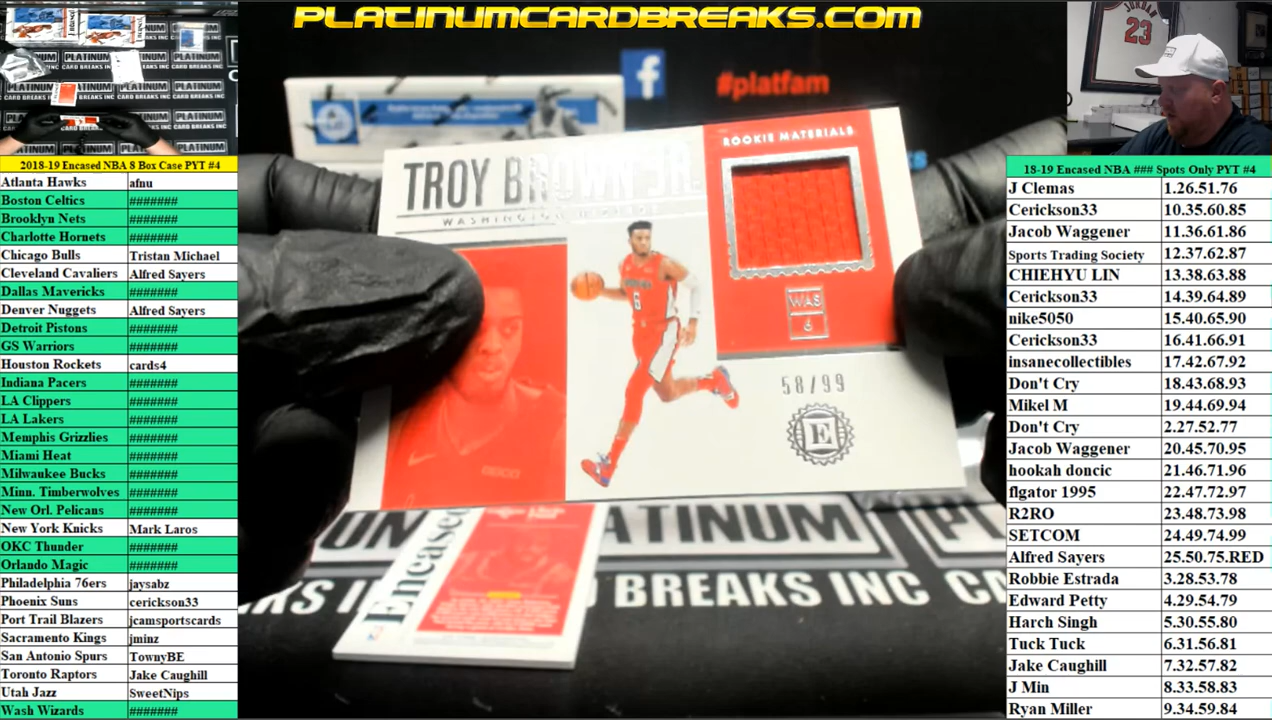 PLATINUMCARDBREAKS.COM
#platfam
JORDAN
23
ROOKIE MATERIALS
TROY BROWN JR.
WASHINGTON WIZARDS
WAS
6
58/99
E
GEICO
Encased
PLATINUM
2018-19 Encased NBA 8 Box Case PYT #4
Atlanta Hawks afnu
Boston Celtics #######
Brooklyn Nets #######
Charlotte Hornets #######
Chicago Bulls Tristan Michael
Cleveland Cavaliers Alfred Sayers
Dallas Mavericks #######
Denver Nuggets Alfred Sayers
Detroit Pistons #######
GS Warriors #######
Houston Rockets cards4
Indiana Pacers #######
LA Clippers #######
LA Lakers #######
Memphis Grizzlies #######
Miami Heat #######
Milwaukee Bucks #######
Minn. Timberwolves #######
New Orl. Pelicans #######
New York Knicks Mark Laros
OKC Thunder #######
Orlando Magic #######
Philadelphia 76ers jaysabz
Phoenix Suns cerickson33
Port Trail Blazers jcamsportscards
Sacramento Kings jminz
San Antonio Spurs TownyBE
Toronto Raptors Jake Caughill
Utah Jazz SweetNips
Wash Wizards #######
18-19 Encased NBA ### Spots Only PYT #4
J Clemas 1.26.51.76
Cerickson33 10.35.60.85
Jacob Waggener 11.36.61.86
Sports Trading Society 12.37.62.87
CHIEHYU LIN 13.38.63.88
Cerickson33 14.39.64.89
nike5050 15.40.65.90
Cerickson33 16.41.66.91
insanecollectibles 17.42.67.92
Don't Cry 18.43.68.93
Mikel M 19.44.69.94
Don't Cry 2.27.52.77
Jacob Waggener 20.45.70.95
hookah doncic 21.46.71.96
flgator 1995 22.47.72.97
R2RO 23.48.73.98
SETCOM 24.49.74.99
Alfred Sayers 25.50.75.RED
Robbie Estrada 3.28.53.78
Edward Petty 4.29.54.79
Harch Singh 5.30.55.80
Tuck Tuck 6.31.56.81
Jake Caughill 7.32.57.82
J Min 8.33.58.83
Ryan Miller 9.34.59.84